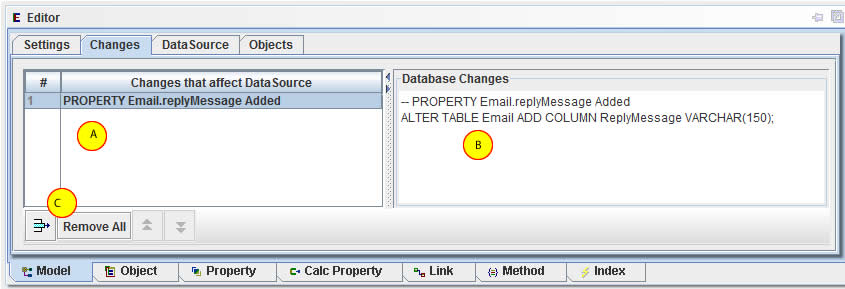 E Editor
Settings Changes DataSource Objects
# Changes that affect DataSource
1 PROPERTY Email.replyMessage Added
A
Database Changes
-- PROPERTY Email.replyMessage Added
ALTER TABLE Email ADD COLUMN ReplyMessage VARCHAR(150);
B
C
Remove All
Model Object Property Calc Property Link Method Index